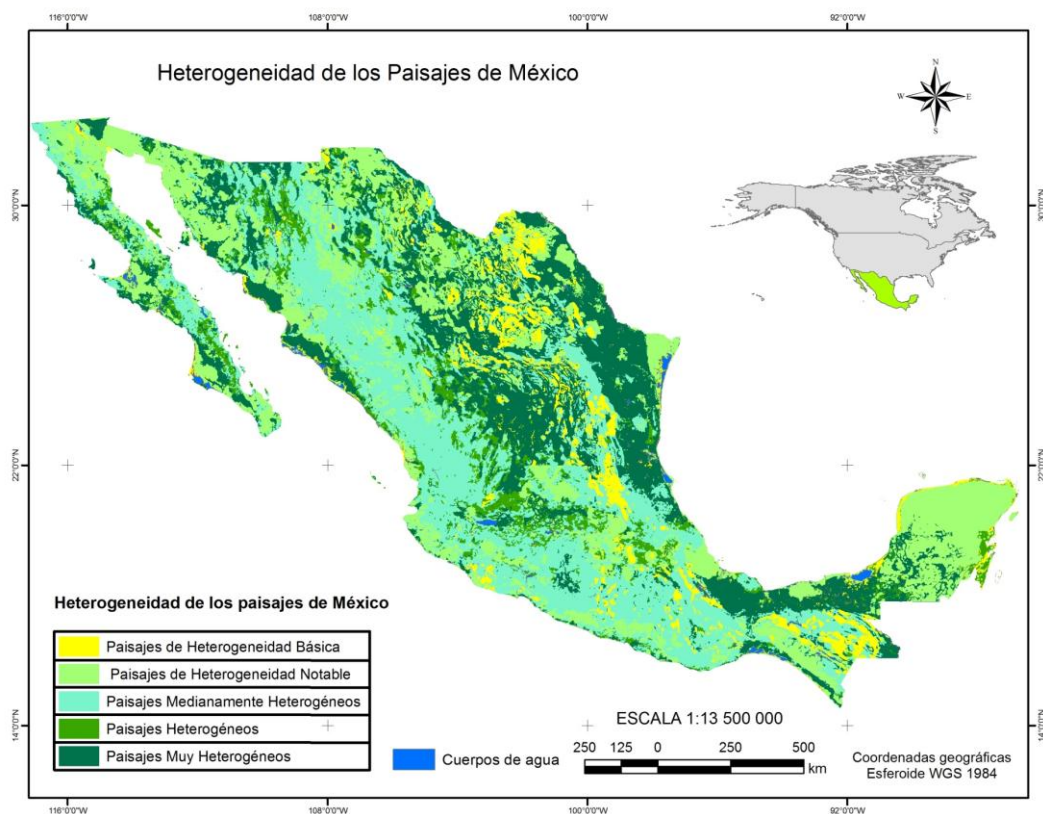 116°0'0"W 108°0'0"W 100°0'0"W 92°0'0"W
Heterogeneidad de los Paisajes de México
N
W E
S
30°0'0"N 30°0'0"N
22°0'0"N 22°0'0"N
14°0'0"N 14°0'0"N
Heterogeneidad de los paisajes de México
Paisajes de Heterogeneidad Básica
Paisajes de Heterogeneidad Notable
Paisajes Medianamente Heterogéneos
Paisajes Heterogéneos
Paisajes Muy Heterogéneos
Cuerpos de agua
ESCALA 1:13 500 000
250 125 0 250 500
km
Coordenadas geográficas
Esferoide WGS 1984
116°0'0"W 108°0'0"W 100°0'0"W 92°0'0"W